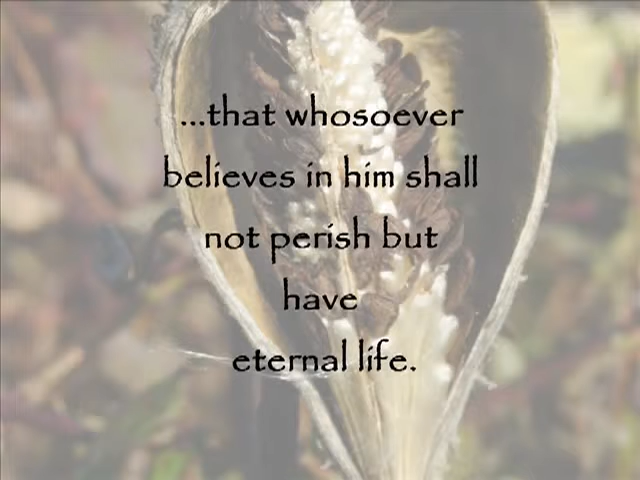 ...that whosoever
believes in him shall
not perish but
have
eternal life.